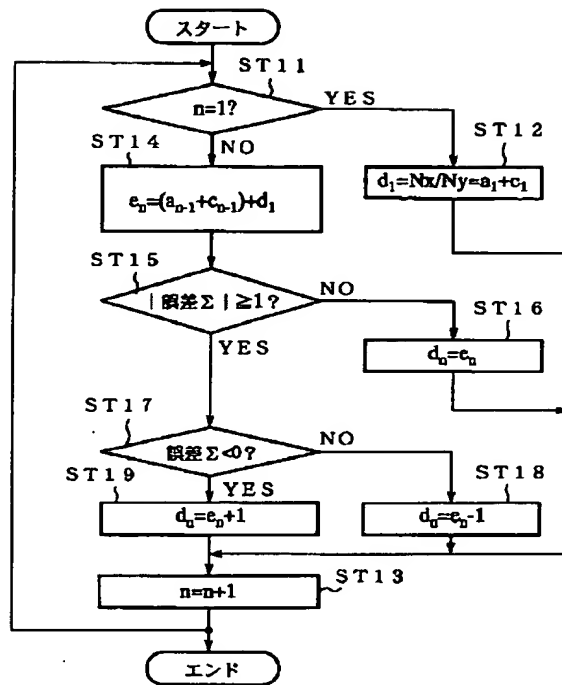 スタート
ST11
n=1?
YES
ST12
ST14
NO
d₁=Nx/Ny=a₁+c₁
eₙ=(aₙ₋₁+cₙ₋₁)+d₁
ST15
|誤差Σ|≧1?
NO
ST16
YES
dₙ=eₙ
ST17
誤差Σ<0?
NO
ST19
YES
ST18
dₙ=eₙ+1
dₙ=eₙ-1
ST13
n=n+1
エンド